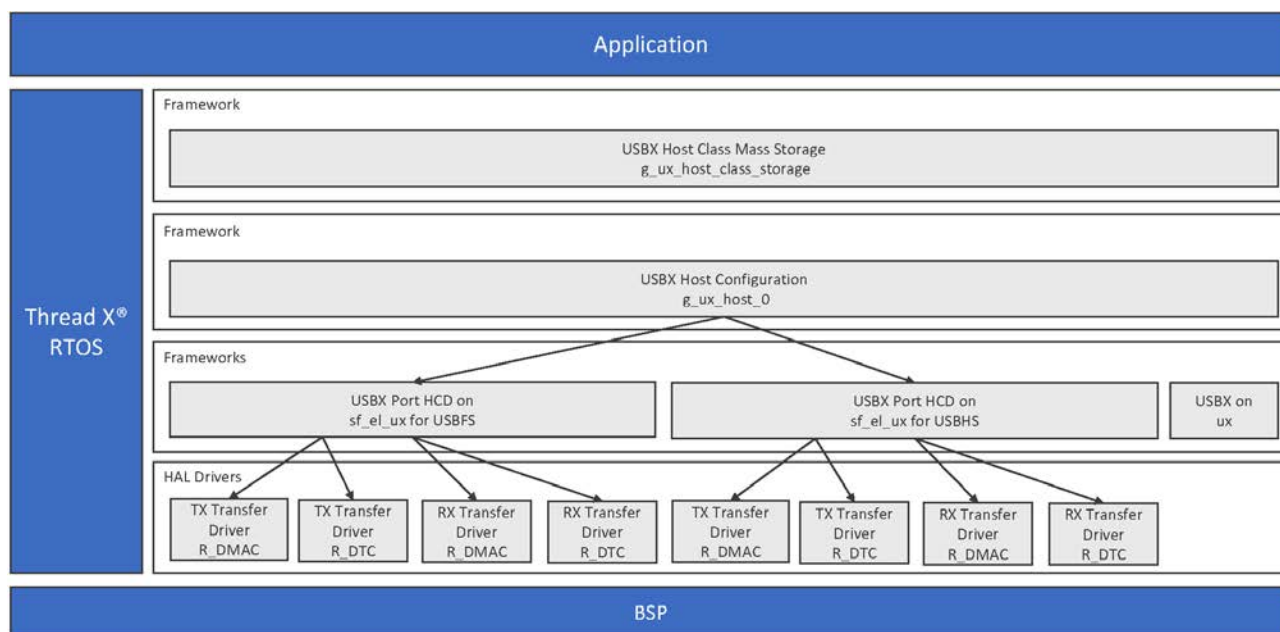 Application
Thread X®
RTOS
Framework
USBX Host Class Mass Storage
g_ux_host_class_storage
Framework
USBX Host Configuration
g_ux_host_0
Frameworks
USBX Port HCD on
sf_el_ux for USBFS
USBX Port HCD on
sf_el_ux for USBHS
USBX on
ux
HAL Drivers
TX Transfer
Driver
R_DMAC
TX Transfer
Driver
R_DTC
RX Transfer
Driver
R_DMAC
RX Transfer
Driver
R_DTC
TX Transfer
Driver
R_DMAC
TX Transfer
Driver
R_DTC
RX Transfer
Driver
R_DMAC
RX Transfer
Driver
R_DTC
BSP